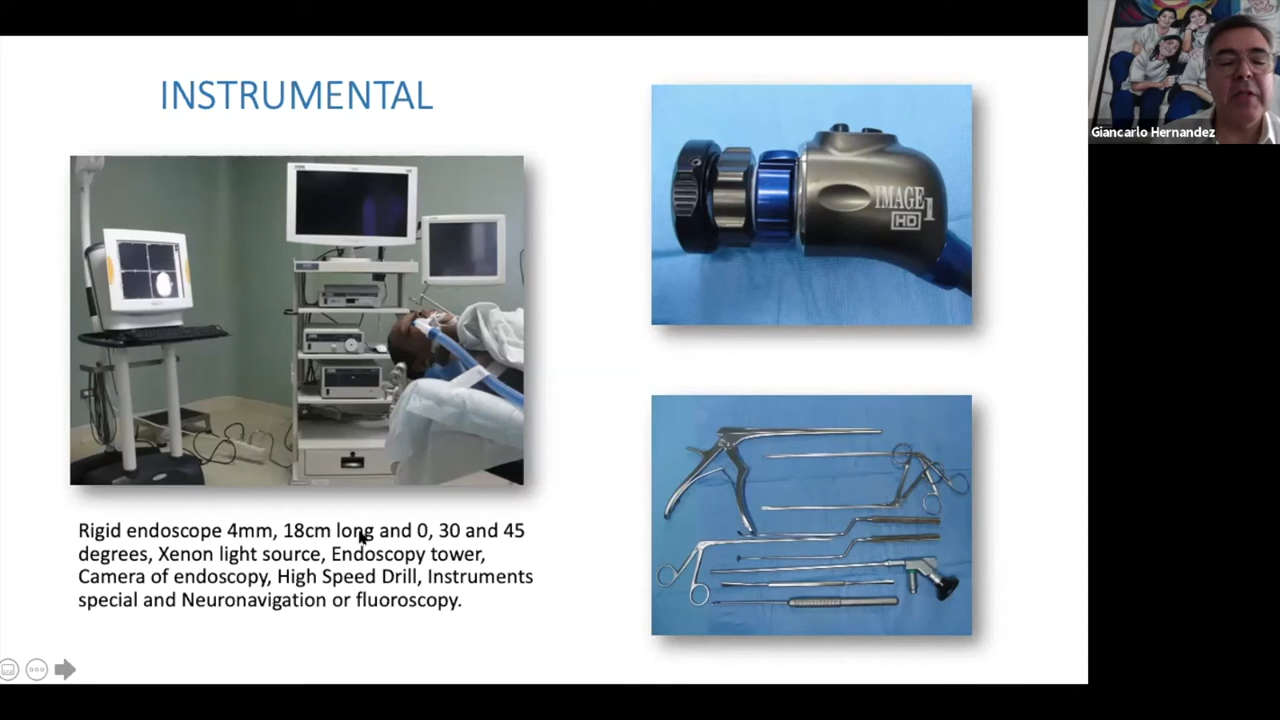 INSTRUMENTAL
Rigid endoscope 4mm, 18cm long and 0, 30 and 45
degrees, Xenon light source, Endoscopy tower,
Camera of endoscopy, High Speed Drill, Instruments
special and Neuronavigation or fluoroscopy.
IMAGE 1
HD
Giancarlo Hernandez